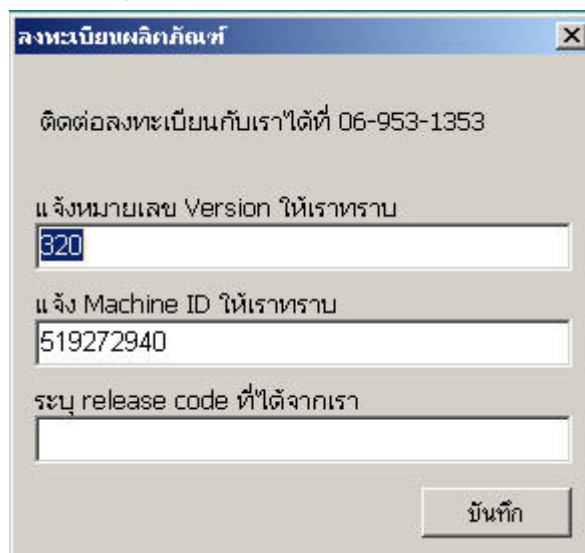 ลงทะเบียนผลิตภัณฑ์
ติดต่อลงทะเบียนกับเราได้ที่ 06-953-1353
แจ้งหมายเลข Version ให้เราทราบ
320
แจ้ง Machine ID ให้เราทราบ
519272940
ระบุ release code ที่ได้จากเรา
บันทึก